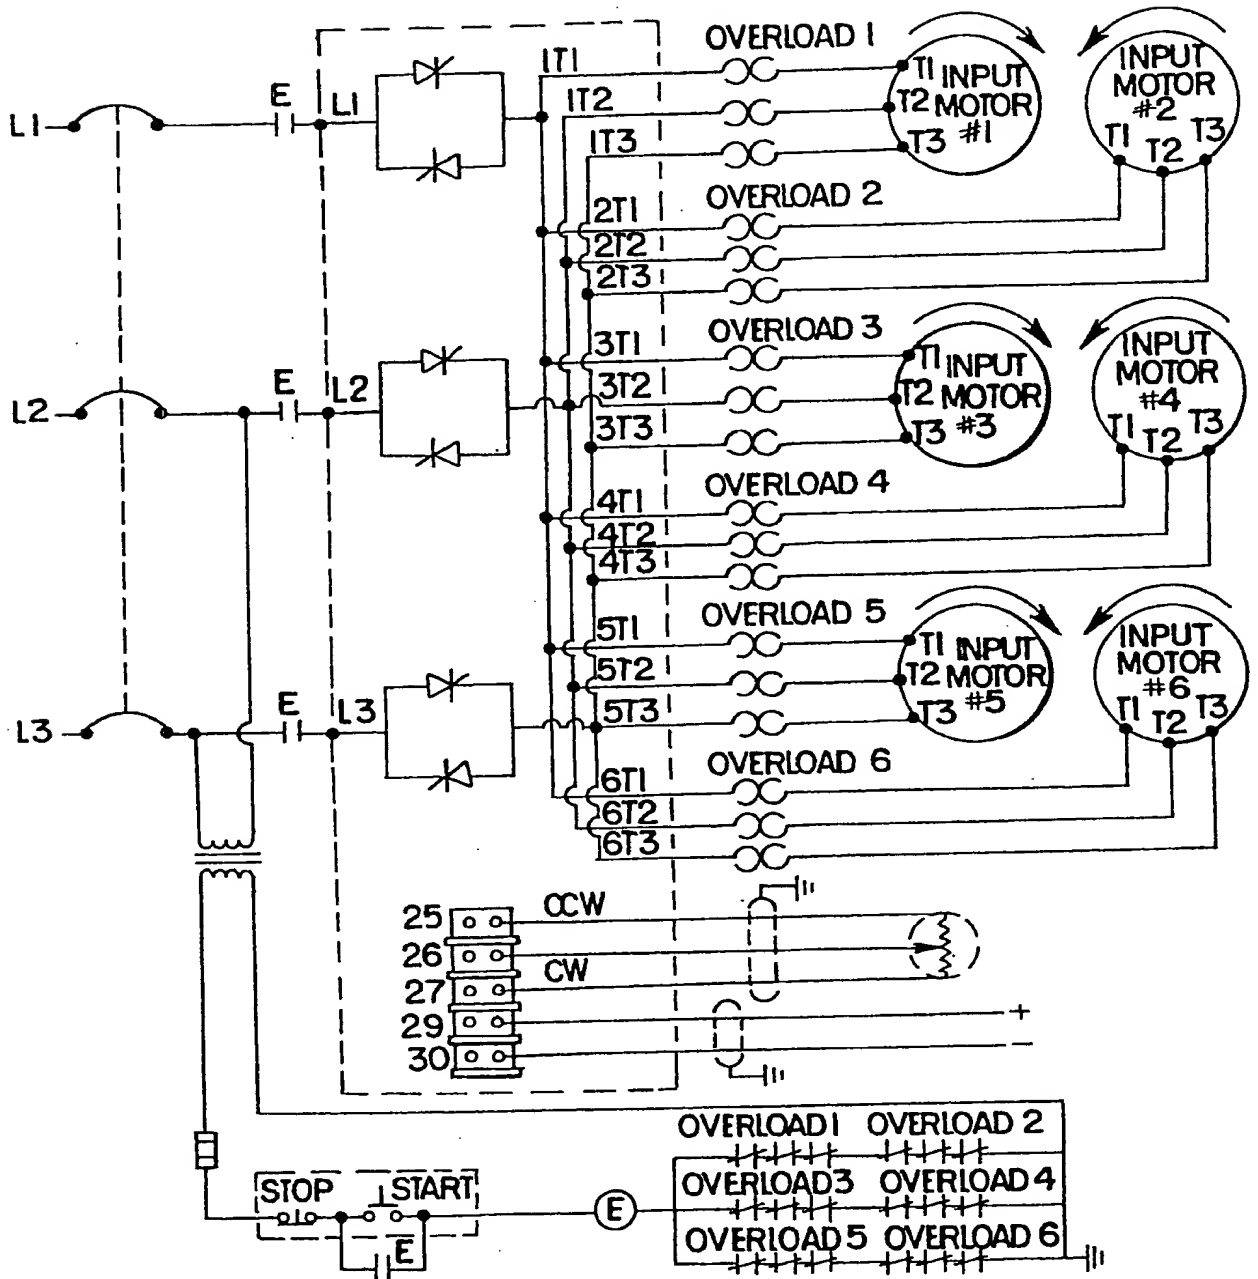 OVERLOAD 1
1T1
T1 INPUT
MOTOR
#1
T2
T3
INPUT
MOTOR
#2
T1 T2 T3
E
L1
L1
1T2
1T3
OVERLOAD 2
2T1
2T2
2T3
OVERLOAD 3
3T1
3T2
3T3
T1 INPUT
T2 MOTOR
T3 #3
INPUT
MOTOR
#4
T1 T2 T3
L2
E
L2
OVERLOAD 4
4T1
4T2
4T3
OVERLOAD 5
5T1
5T2
5T3
T1 INPUT
T2 MOTOR
T3 #5
INPUT
MOTOR
#6
T1 T2 T3
L3
E
L3
OVERLOAD 6
6T1
6T2
6T3
25
CCW
26
27
CW
29
+
30
−
OVERLOAD 1 OVERLOAD 2
OVERLOAD 3 OVERLOAD 4
OVERLOAD 5 OVERLOAD 6
STOP START
E
E